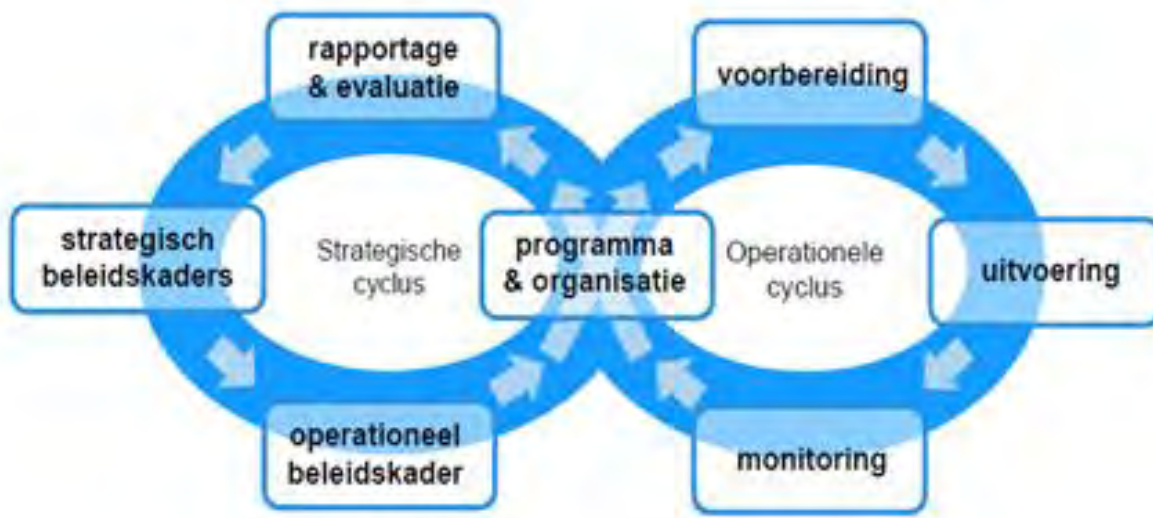 rapportage
& evaluatie
voorbereiding
strategisch
beleidskaders
Strategische
cyclus
programma
& organisatie
Operationele
cyclus
uitvoering
operationeel
beleidskader
monitoring